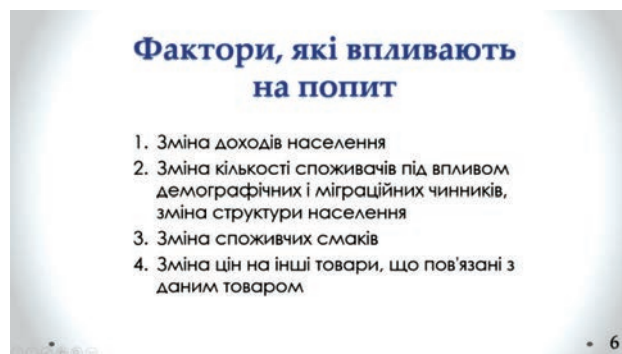 Фактори, які впливають
на попит
1. Зміна доходів населення
2. Зміна кількості споживачів під впливом
демографічних і міграційних чинників,
зміна структури населення
3. Зміна споживчих смаків
4. Зміна цін на інші товари, що пов'язані з
даним товаром
6